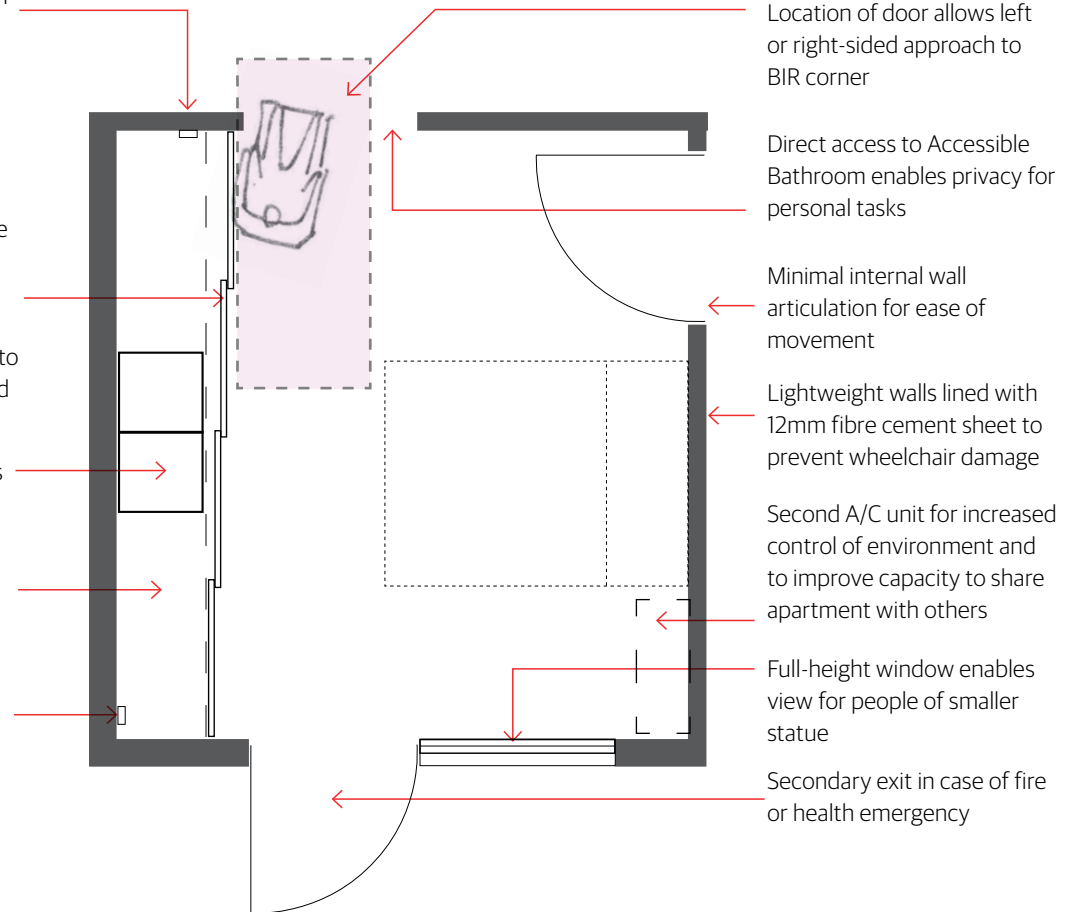 Location of door allows left
or right-sided approach to
BIR corner
Direct access to Accessible
Bathroom enables privacy for
personal tasks
Minimal internal wall
articulation for ease of
movement
Lightweight walls lined with
12mm fibre cement sheet to
prevent wheelchair damage
Second A/C unit for increased
control of environment and
to improve capacity to share
apartment with others
Full-height window enables
view for people of smaller
statue
Secondary exit in case of fire
or health emergency
to